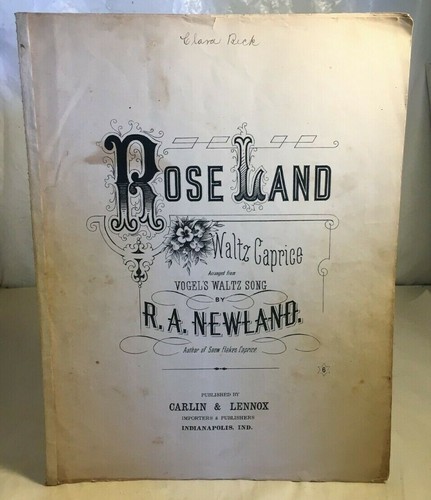 Clara Bick
ROSE LAND
Waltz Caprice
Arranged from
VOGEL'S WALTZ SONG
BY
R. A. NEWLAND.
Author of Snow flakes Caprice
6
PUBLISHED BY
CARLIN & LENNOX
IMPORTERS & PUBLISHERS
INDIANAPOLIS, IND.